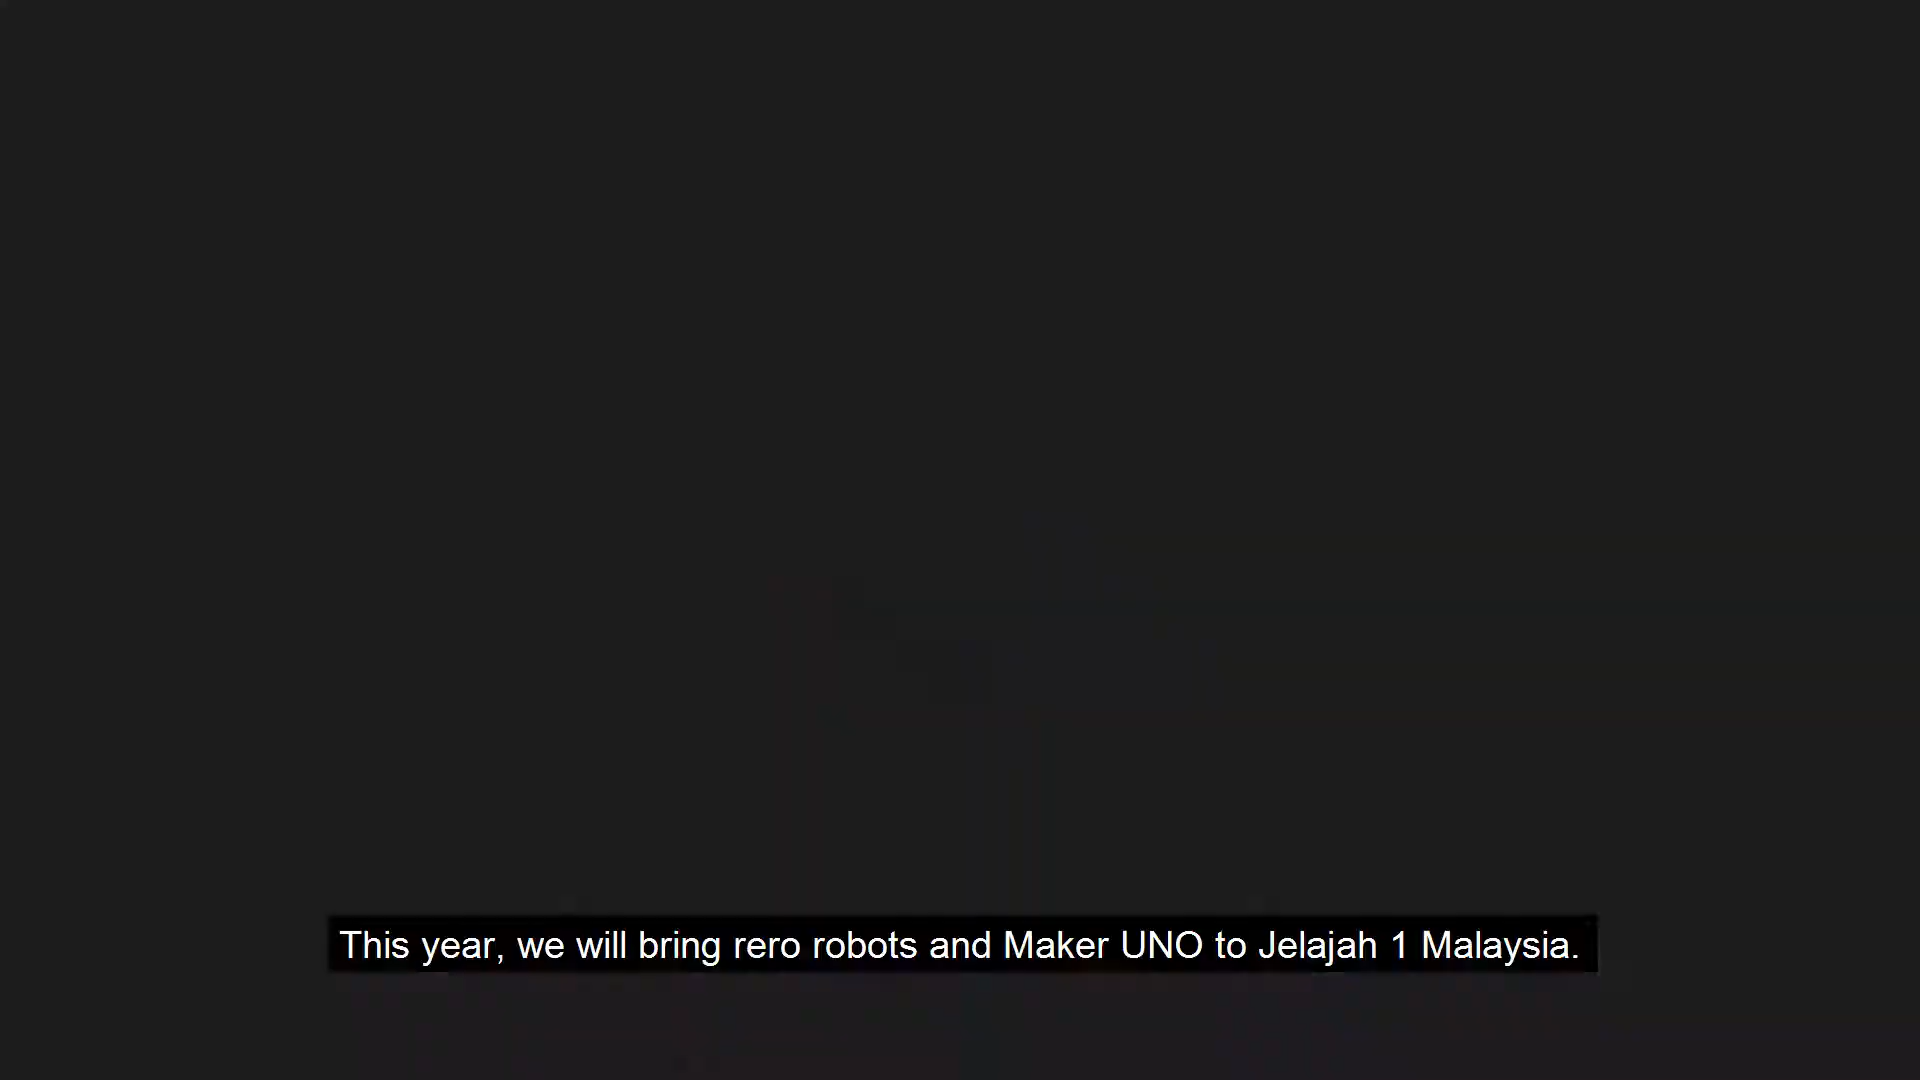 This year, we will bring rero robots and Maker UNO to Jelajah 1 Malaysia.